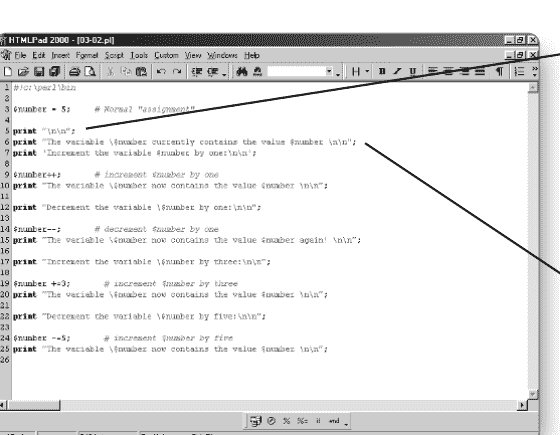 HTMLPad 2000 - [03-02.pl]
File Edit Insert Format Script Tools Custom View Windows Help
1 #!c:\perl\bin
2
3 $number = 5; # Normal "assignment"
4
5 print "\n\n";
6 print "The variable \$number currently contains the value $number \n\n";
7 print 'Increment the variable $number by one:\n\n';
8
9 $number++; # increment $number by one
10 print "The variable \$number now contains the value $number \n\n";
11
12 print "Decrement the variable \$number by one:\n\n";
13
14 $number--; # decrement $number by one
15 print "The variable \$number now contains the value $number again! \n\n";
16
17 print "Increment the variable \$number by three:\n\n";
18
19 $number +=3; # increment $number by three
20 print "The variable \$number now contains the value $number \n\n";
21
22 print "Decrement the variable \$number by five:\n\n";
23
24 $number -=5; # increment $number by five
25 print "The variable \$number now contains the value $number \n\n";
26
% %= if end